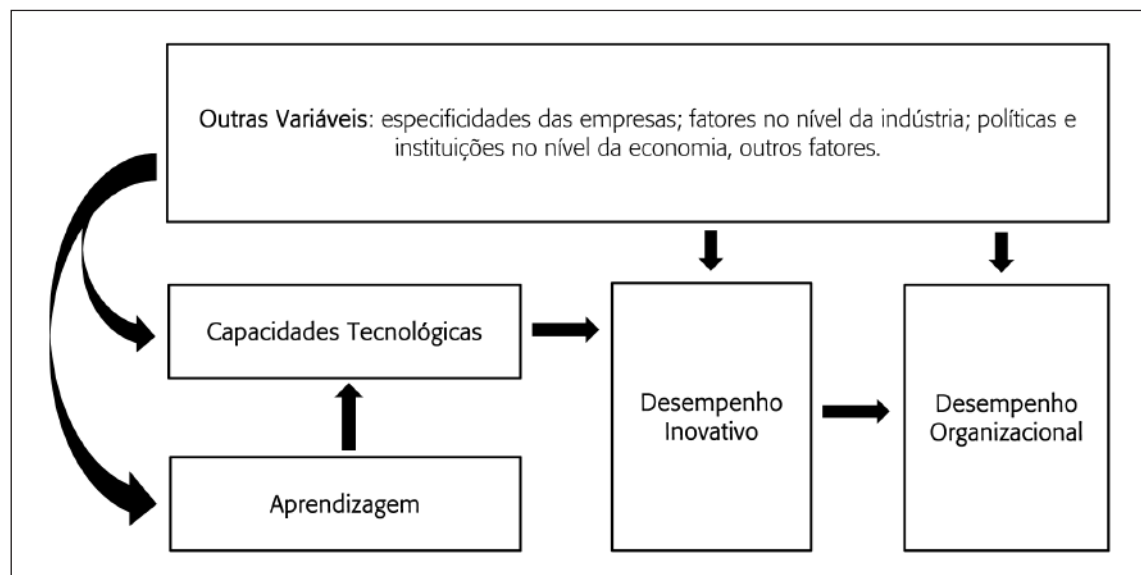 Outras Variáveis: especificidades das empresas; fatores no nível da indústria; políticas e
instituições no nível da economia, outros fatores.
Capacidades Tecnológicas
Aprendizagem
Desempenho
Inovativo
Desempenho
Organizacional